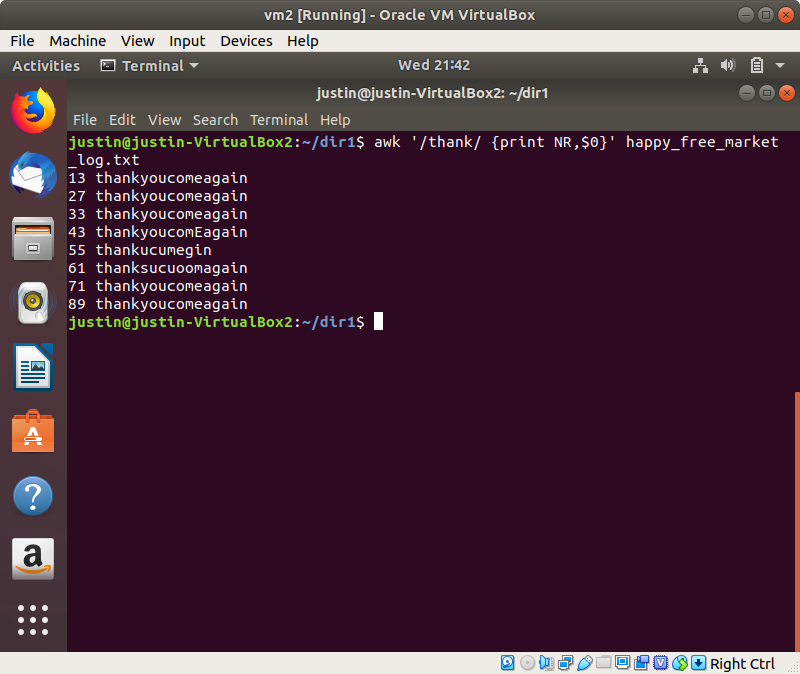 vm2 [Running] - Oracle VM VirtualBox
File Machine View Input Devices Help
Activities Terminal Wed 21:42
justin@justin-VirtualBox2: ~/dir1
File Edit View Search Terminal Help
justin@justin-VirtualBox2:~/dir1$ awk '/thank/ {print NR,$0}' happy_free_market
_log.txt
13 thankyoucomeagain
27 thankyoucomeagain
33 thankyoucomeagain
43 thankyoucomEagain
55 thankucumegin
61 thanksucuoomagain
71 thankyoucomeagain
89 thankyoucomeagain
justin@justin-VirtualBox2:~/dir1$
Right Ctrl